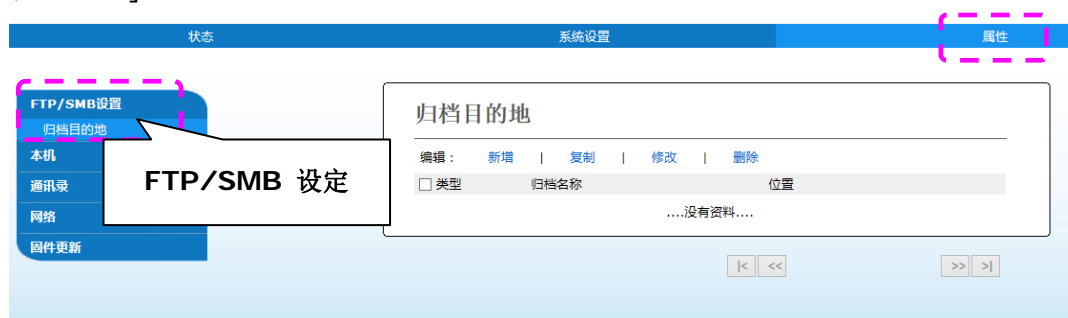 状态 系统设置 属性
FTP/SMB设置
归档目的地
本机
通讯录
网络
固件更新
FTP/SMB 设定
归档目的地
编辑： 新增 | 复制 | 修改 | 删除
类型 归档名称 位置
....没有资料....
|< << >> >|